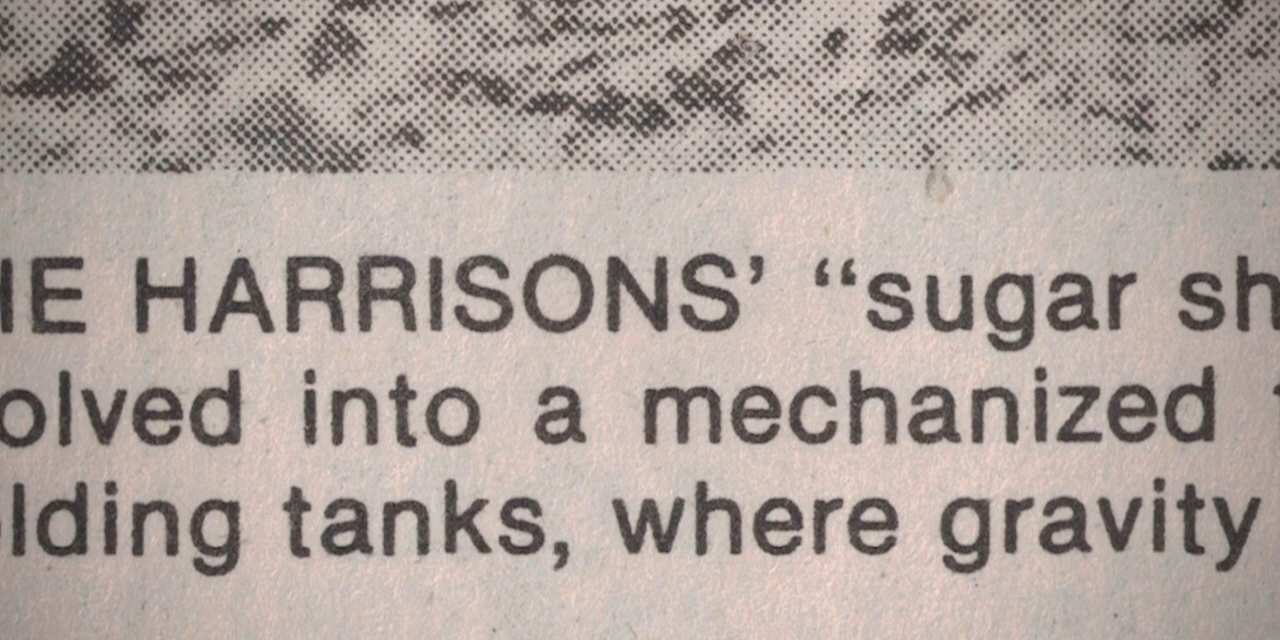 IE HARRISONS’ “sugar sh
olved into a mechanized
lding tanks, where gravity